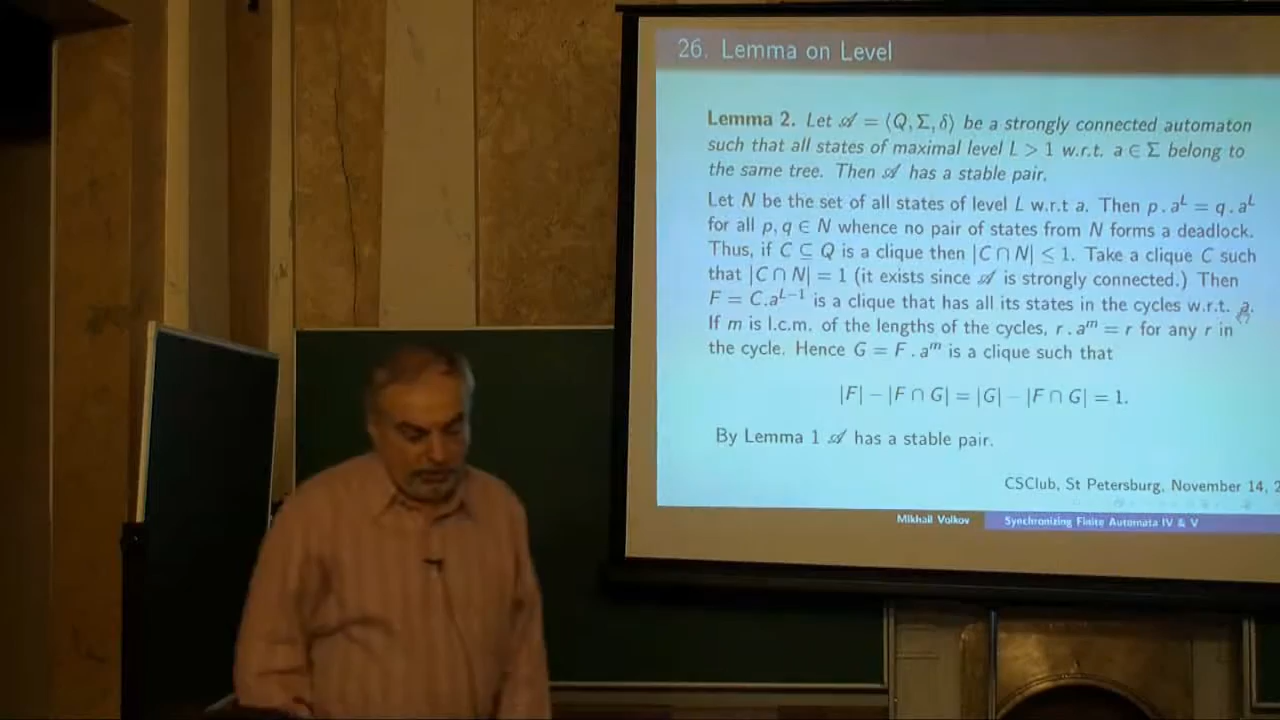 26. Lemma on Level
Lemma 2. Let 𝒜 = ⟨Q, Σ, δ⟩ be a strongly connected automaton
such that all states of maximal level L > 1 w.r.t. a ∈ Σ belong to
the same tree. Then 𝒜 has a stable pair.
Let N be the set of all states of level L w.r.t a. Then p . a^L = q . a^L
for all p, q ∈ N whence no pair of states from N forms a deadlock.
Thus, if C ⊆ Q is a clique then |C ∩ N| ≤ 1. Take a clique C such
that |C ∩ N| = 1 (it exists since 𝒜 is strongly connected.) Then
F = C.a^{L−1} is a clique that has all its states in the cycles w.r.t. a.
If m is l.c.m. of the lengths of the cycles, r . a^m = r for any r in
the cycle. Hence G = F . a^m is a clique such that
|F| − |F ∩ G| = |G| − |F ∩ G| = 1.
By Lemma 1 𝒜 has a stable pair.
CSClub, St Petersburg, November 14,
Mikhail Volkov
Synchronizing Finite Automata IV & V